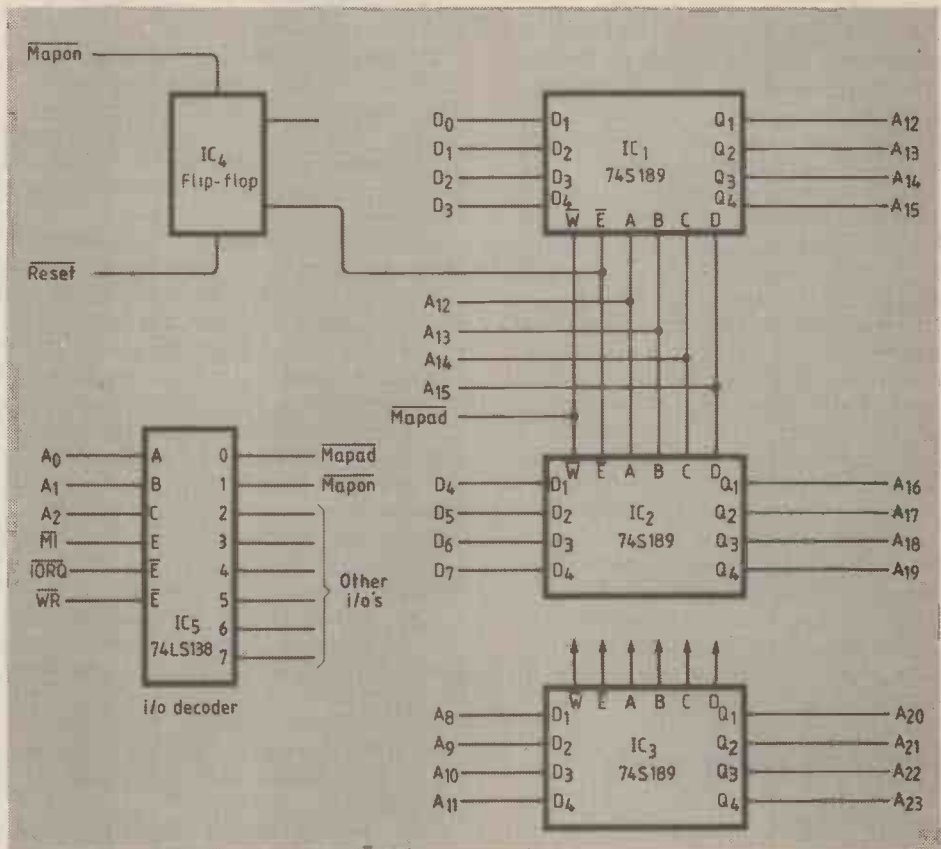 Mapon
IC4
Flip-flop
Reset
D0 D1 Q1 A12
D1 D2 IC1 Q2 A13
D2 D3 74S189 Q3 A14
D3 D4 Q4 A15
W E A B C D
A12
A13
A14
A15
Mapad
A0 A 0 Mapad
A1 B 1 Mapon
A2 C 2
M1 E 3
IORQ E 4
WR E 5
IC5 6
74LS138 7
Other
i/o's
i/o decoder
W E A B C D
D4 D1 Q1 A16
D5 D2 IC2 Q2 A17
D6 D3 74S189 Q3 A18
D7 D4 Q4 A19
W E A B C D
A8 D1 Q1 A20
A9 D2 IC3 Q2 A21
A10 D3 74S189 Q3 A22
A11 D4 Q4 A23